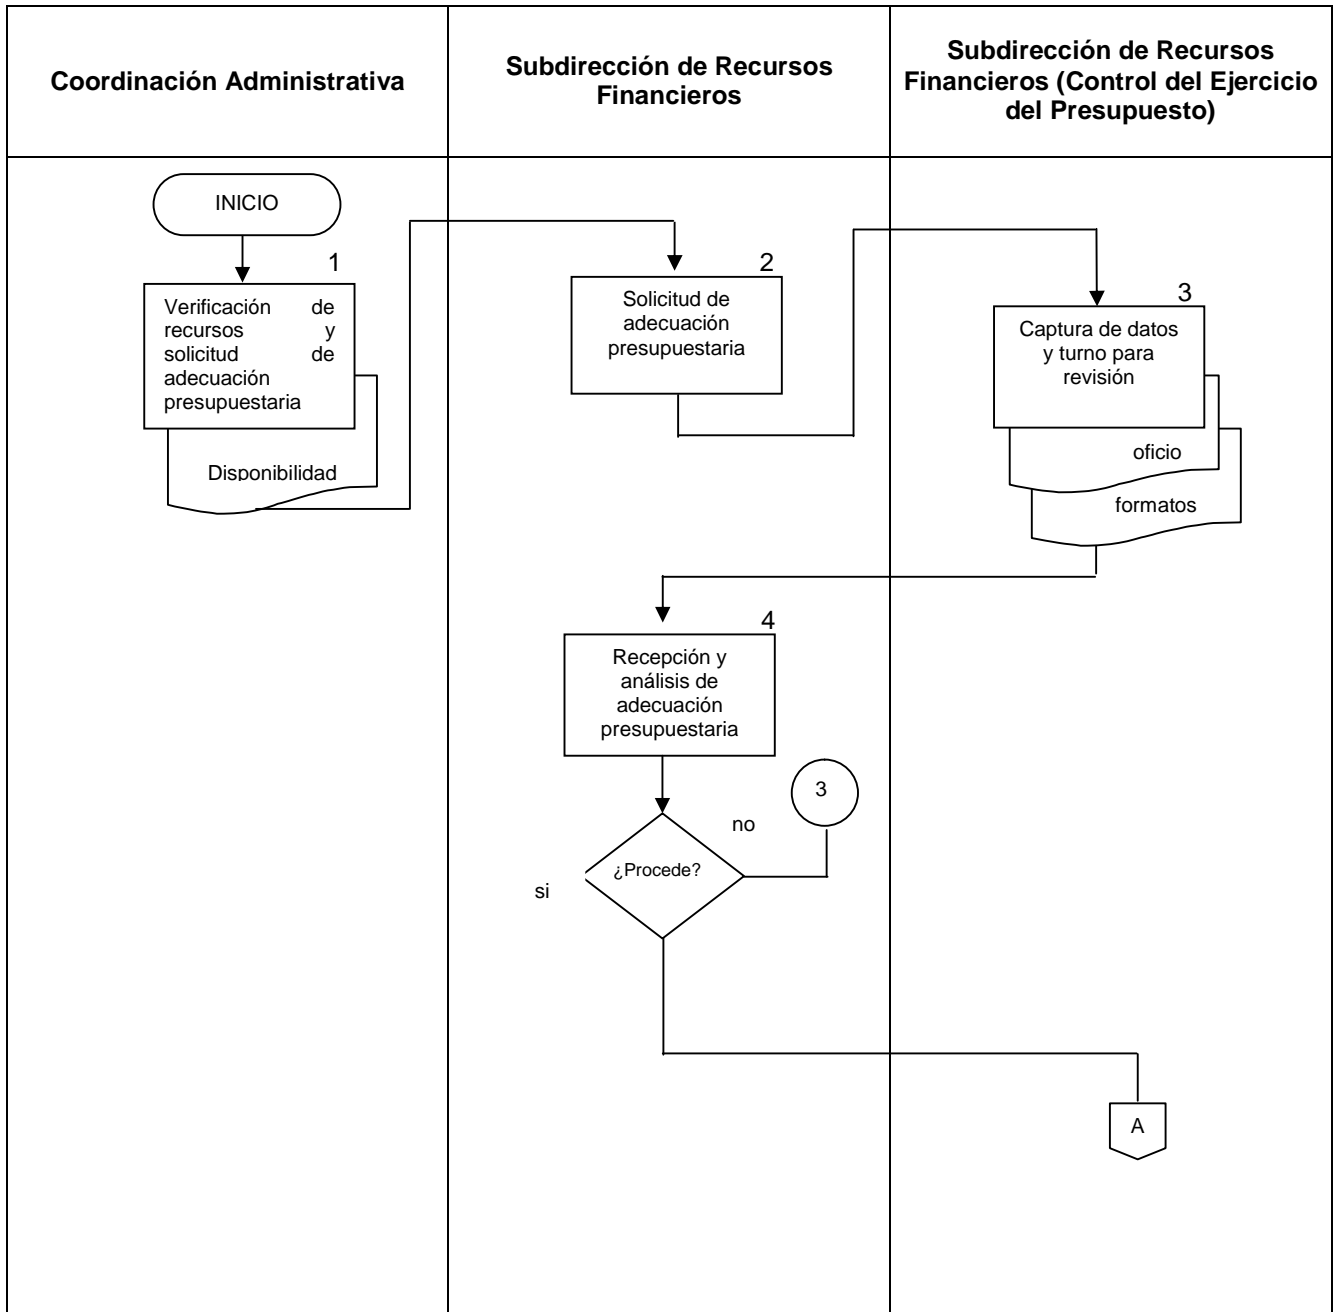 Coordinación Administrativa
Subdirección de Recursos
Financieros
Subdirección de Recursos
Financieros (Control del Ejercicio
del Presupuesto)
INICIO
1
Verificación de
recursos y
solicitud de
adecuación
presupuestaria
Disponibilidad
2
Solicitud de
adecuación
presupuestaria
3
Captura de datos
y turno para
revisión
oficio
formatos
4
Recepción y
análisis de
adecuación
presupuestaria
3
no
¿Procede?
si
A